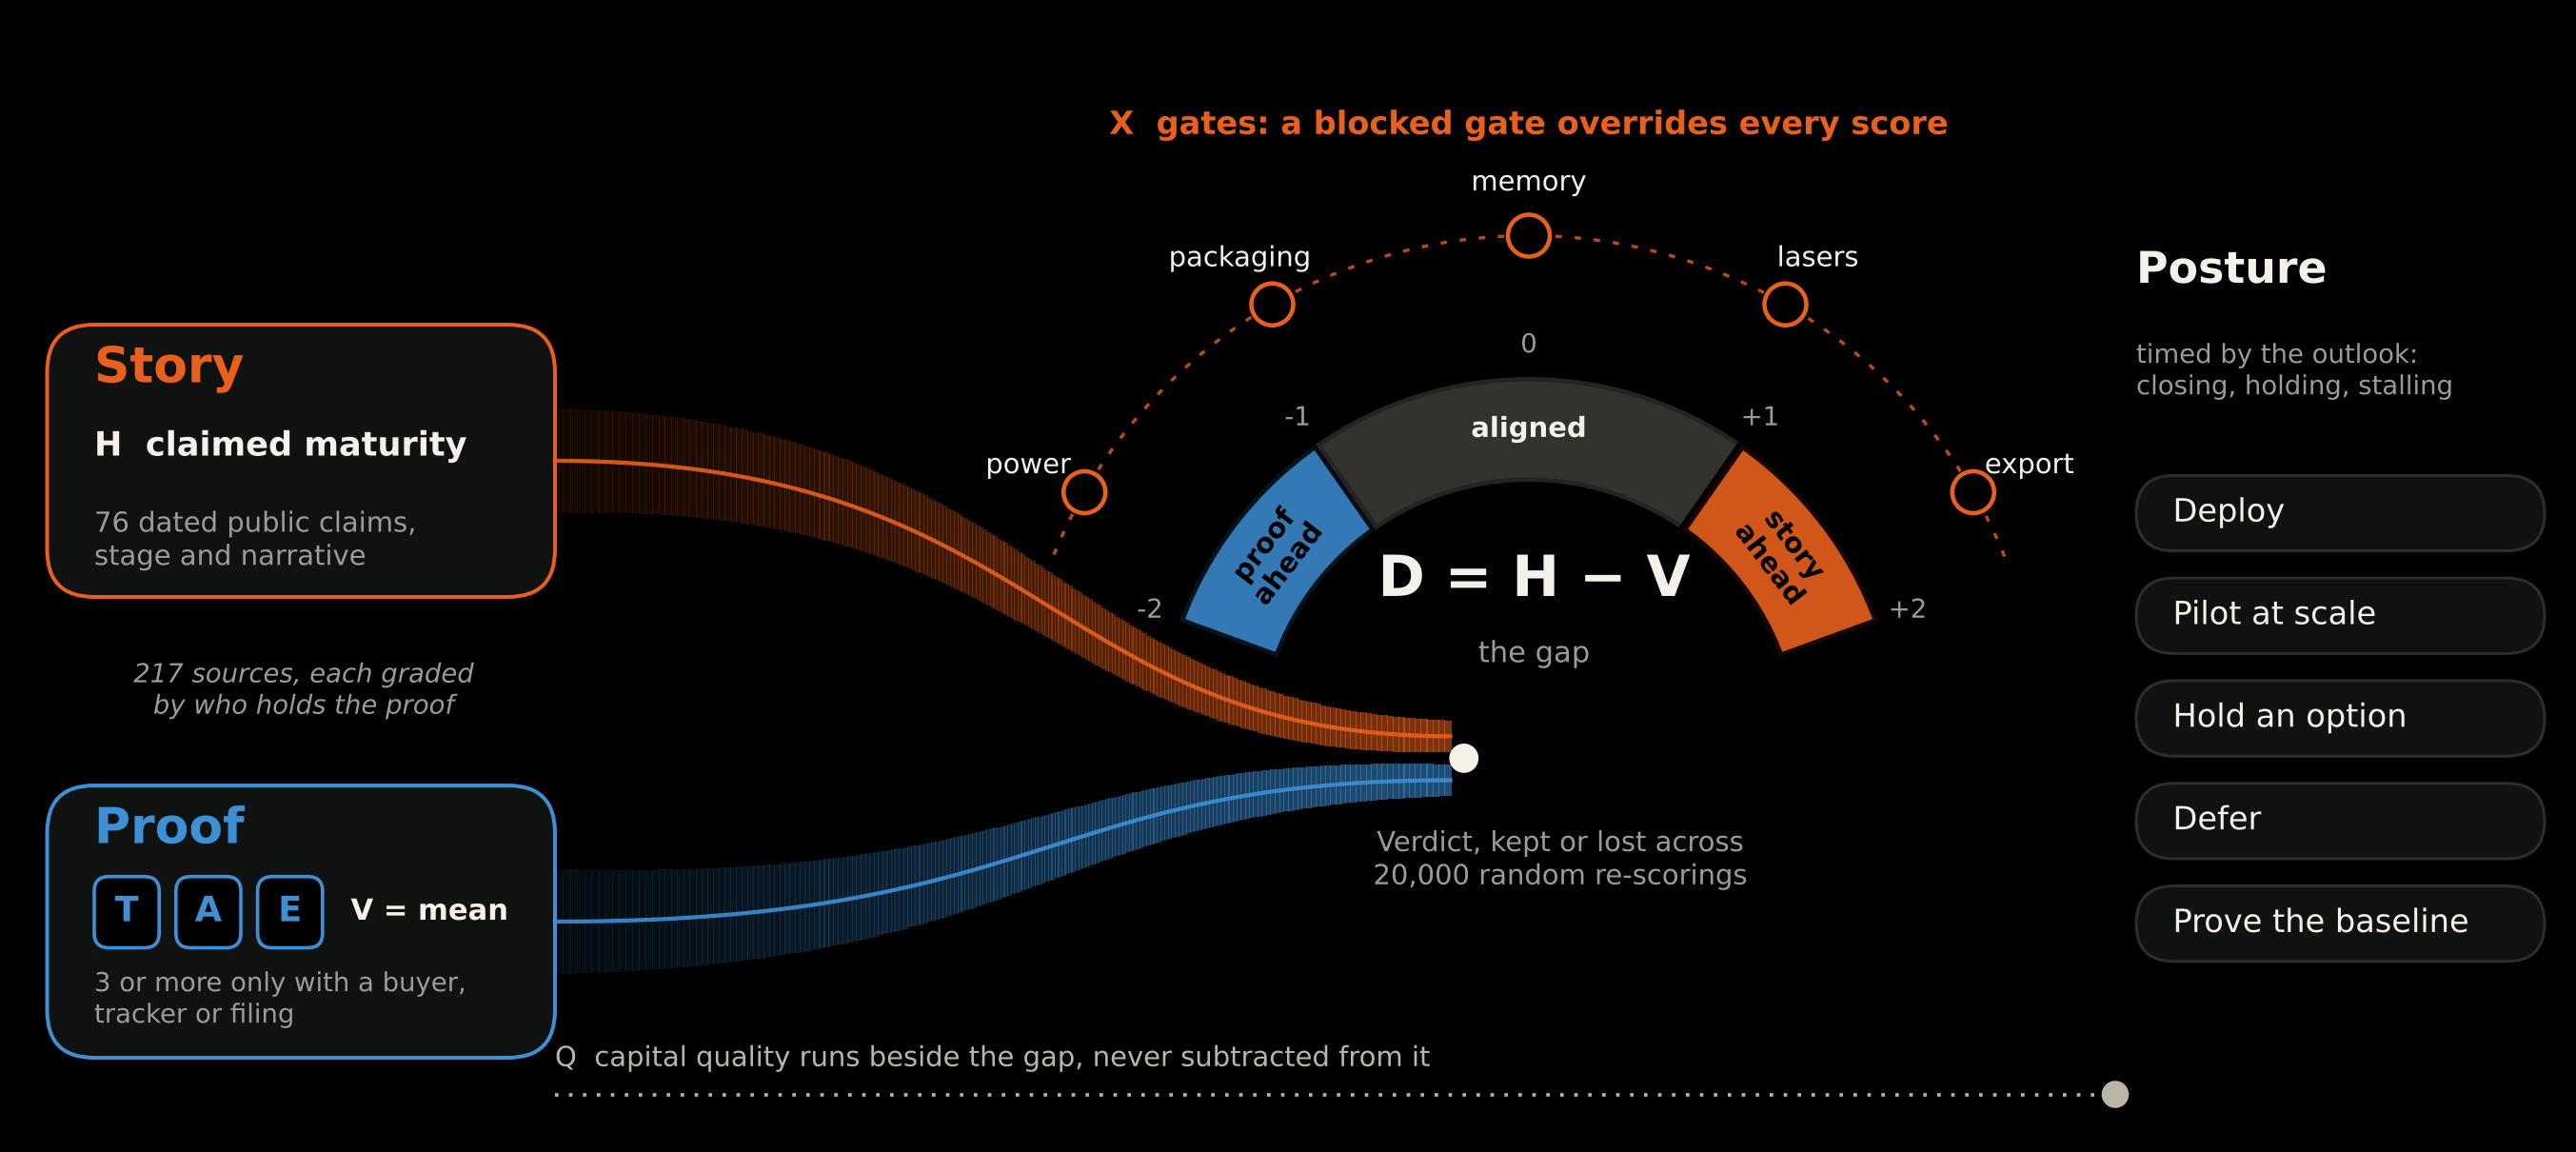 X gates: a blocked gate overrides every score
memory
packaging
lasers
power
export
Story
H claimed maturity
76 dated public claims,
stage and narrative
217 sources, each graded
by who holds the proof
Proof
T
A
E
V = mean
3 or more only with a buyer,
tracker or filing
-2
-1
0
+1
+2
proof
ahead
aligned
story
ahead
D = H − V
the gap
Verdict, kept or lost across
20,000 random re-scorings
Q capital quality runs beside the gap, never subtracted from it
Posture
timed by the outlook:
closing, holding, stalling
Deploy
Pilot at scale
Hold an option
Defer
Prove the baseline